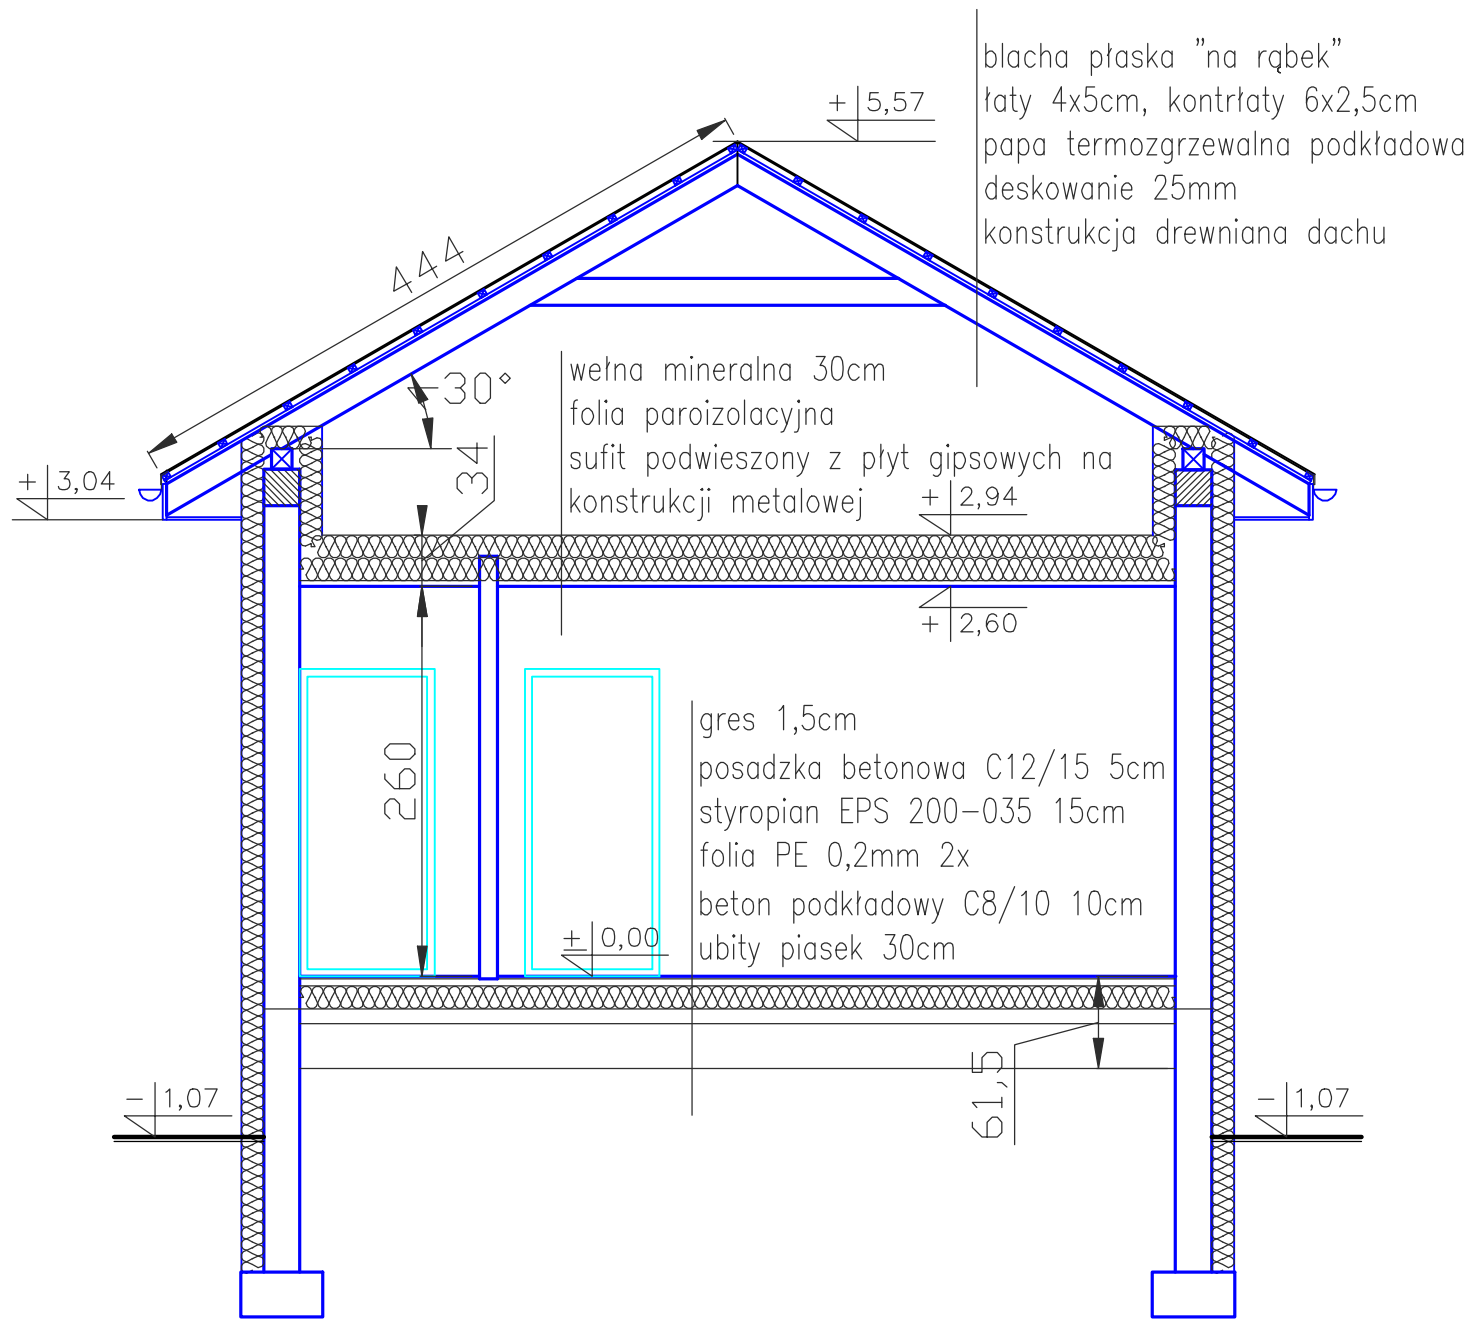 blacha płaska "na rąbek"
łaty 4x5cm, kontrłaty 6x2,5cm
papa termozgrzewalna podkładowa
deskowanie 25mm
konstrukcja drewniana dachu
+ 5,57
444
30°
34
wełna mineralna 30cm
folia paroizolacyjna
sufit podwieszony z płyt gipsowych na
konstrukcji metalowej
+ 3,04
+ 2,94
+ 2,60
260
gres 1,5cm
posadzka betonowa C12/15 5cm
styropian EPS 200-035 15cm
folia PE 0,2mm 2x
beton podkładowy C8/10 10cm
ubity piasek 30cm
± 0,00
61,5
- 1,07
- 1,07